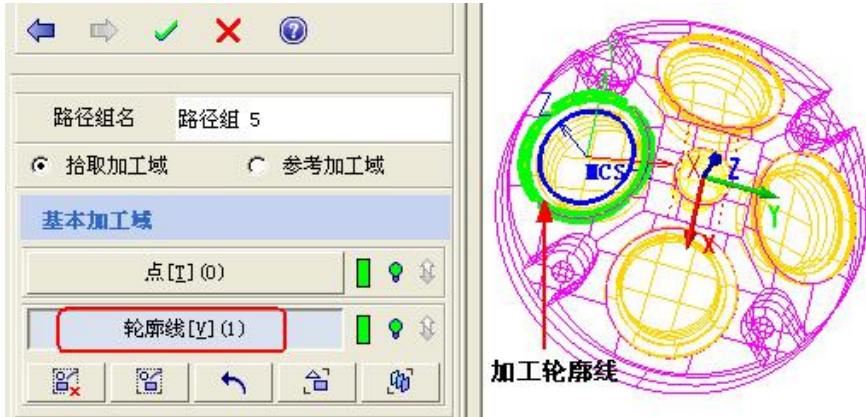 路径组名 路径组 5
拾取加工域 参考加工域
基本加工域
点[T](0)
轮廓线[V](1)
Z
MCS
X
Z
Y
X
加工轮廓线